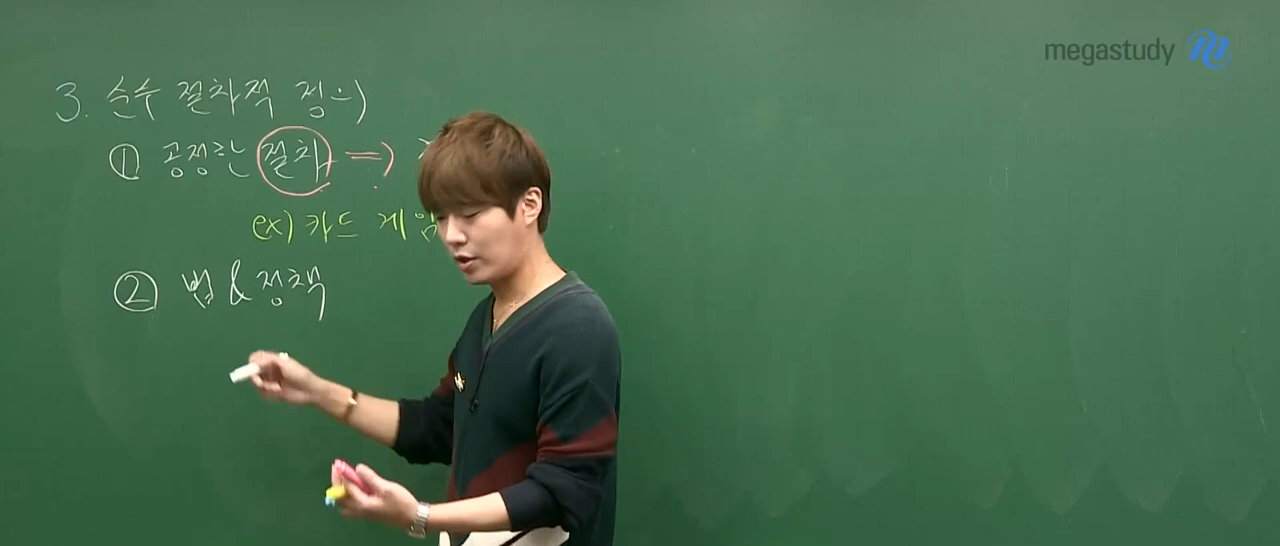 megastudy
3. 순수 절차적 정의
① 공정한 절차 =>
ex) 카드 게임
② 법 & 정책